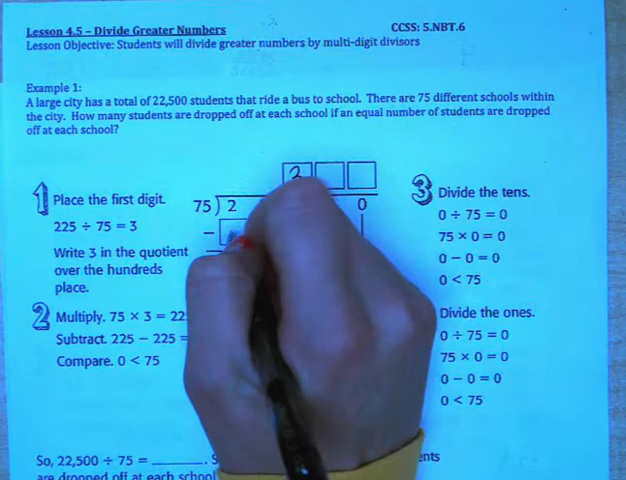 Lesson 4.5 – Divide Greater Numbers CCSS: 5.NBT.6
Lesson Objective: Students will divide greater numbers by multi-digit divisors
Example 1:
A large city has a total of 22,500 students that ride a bus to school. There are 75 different schools within
the city. How many students are dropped off at each school if an equal number of students are dropped
off at each school?
1 Place the first digit.
225 ÷ 75 = 3
Write 3 in the quotient
over the hundreds
place.
2 Multiply. 75 × 3 = 22
Subtract. 225 − 225 =
Compare. 0 < 75
75 ) 2 0
−
3 Divide the tens.
0 ÷ 75 = 0
75 × 0 = 0
0 − 0 = 0
0 < 75
Divide the ones.
0 ÷ 75 = 0
75 × 0 = 0
0 − 0 = 0
0 < 75
So, 22,500 ÷ 75 = ______. S
are dropped off at each school